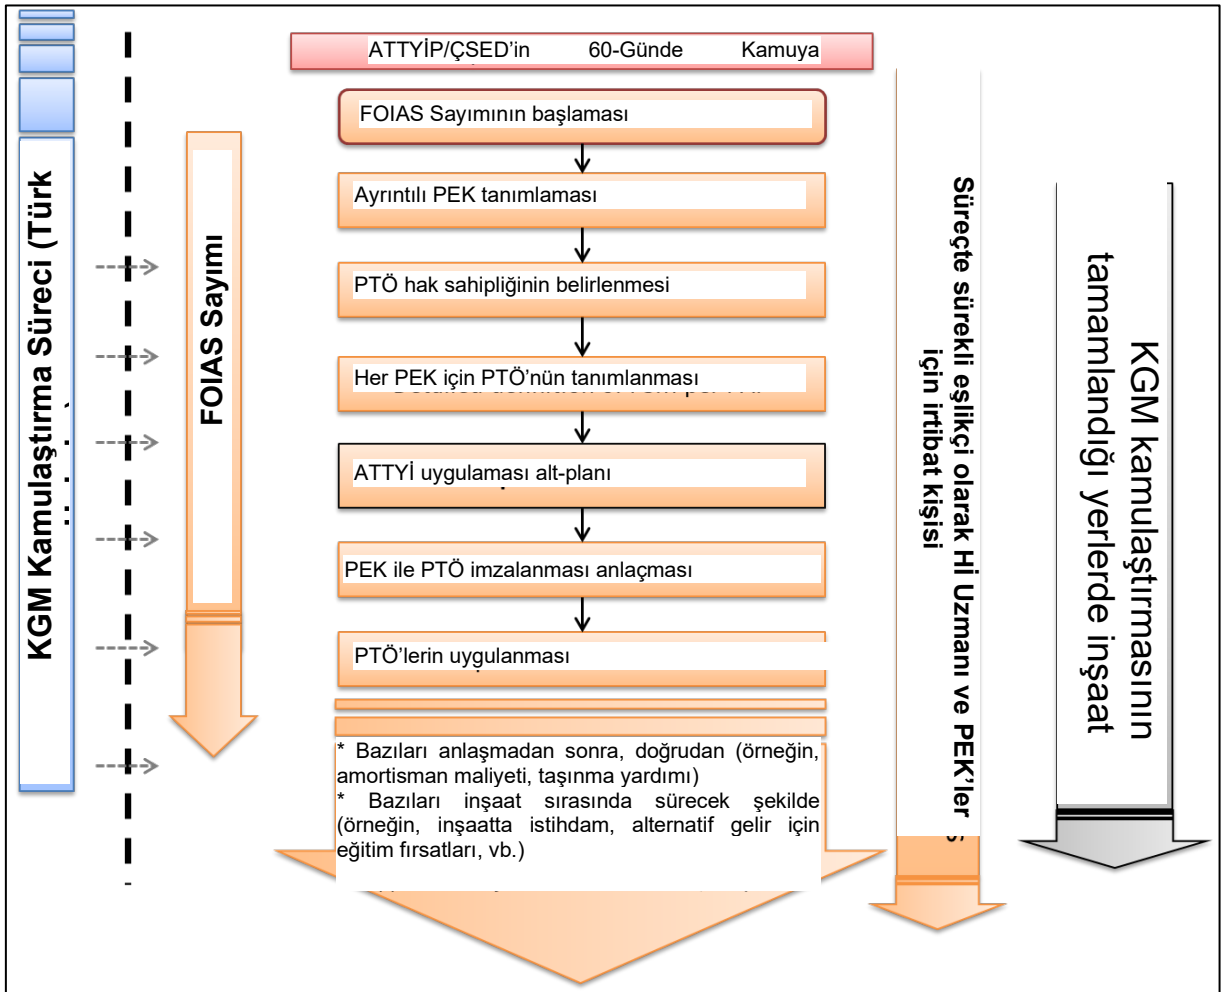 ATTYİP/ÇSED’in 60-Günde Kamuya
FOIAS Sayımının başlaması
Ayrıntılı PEK tanımlaması
PTÖ hak sahipliğinin belirlenmesi
Her PEK için PTÖ’nün tanımlanması
ATTYİ uygulaması alt-planı
PEK ile PTÖ imzalanması anlaçması
PTÖ’lerin uygulanması
* Bazıları anlaşmadan sonra, doğrudan (örneğin,
amortisman maliyeti, taşınma yardımı)
* Bazıları inşaat sırasında sürecek şekilde
(örneğin, inşaatta istihdam, alternatif gelir için
eğitim fırsatları, vb.)
KGM Kamulaştırma Süreci (Türk
FOIAS Sayımı
Süreçte sürekli eşlikçi olarak Hİ Uzmanı ve PEK’ler
için irtibat kişisi
KGM kamulaştırmasının
tamamlandığı yerlerde inşaat